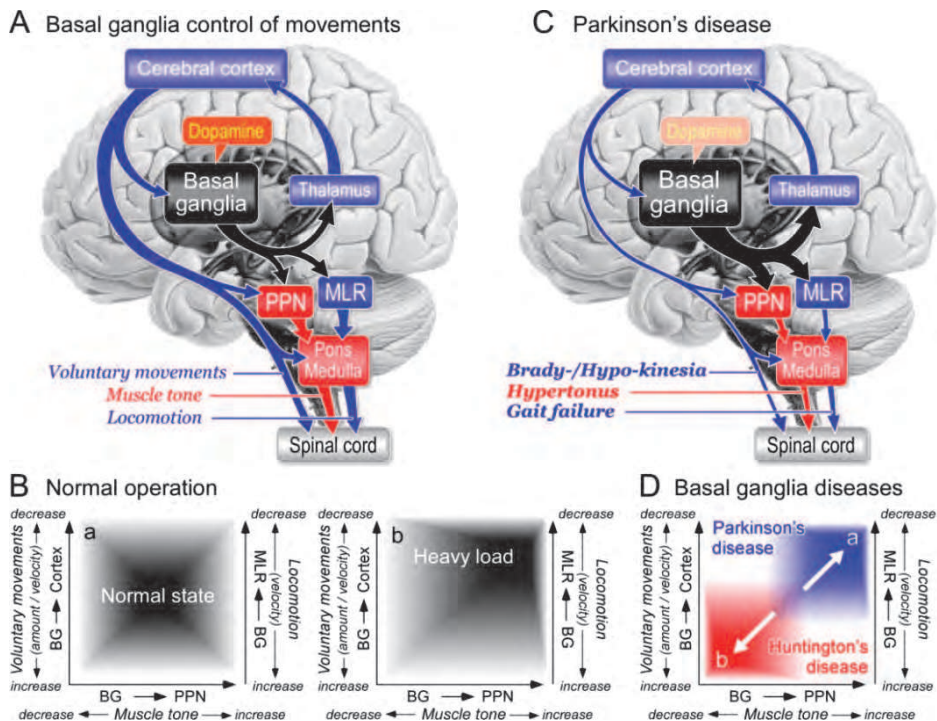 A Basal ganglia control of movements
Cerebral cortex
Dopamine
Basal
ganglia
Thalamus
PPN
MLR
Pons
Medulla
Voluntary movements
Muscle tone
Locomotion
Spinal cord
C Parkinson's disease
Cerebral cortex
Dopamine
Basal
ganglia
Thalamus
PPN
MLR
Pons
Medulla
Brady-/Hypo-kinesia
Hypertonus
Gait failure
Spinal cord
B Normal operation
decrease
Voluntary movements
(amount / velocity)
increase
BG → Cortex
a
Normal state
BG → PPN
decrease
BG → MLR
(velocity)
Locomotion
increase
decrease ← Muscle tone → increase
decrease
Voluntary movements
(amount / velocity)
increase
BG → Cortex
b
Heavy load
BG → PPN
decrease
BG → MLR
(velocity)
Locomotion
increase
decrease ← Muscle tone → increase
D Basal ganglia diseases
decrease
Voluntary movements
(amount / velocity)
increase
BG → Cortex
Parkinson's
disease
a
b
Huntington's
disease
BG → PPN
decrease
BG → MLR
(velocity)
Locomotion
increase
decrease ← Muscle tone → increase